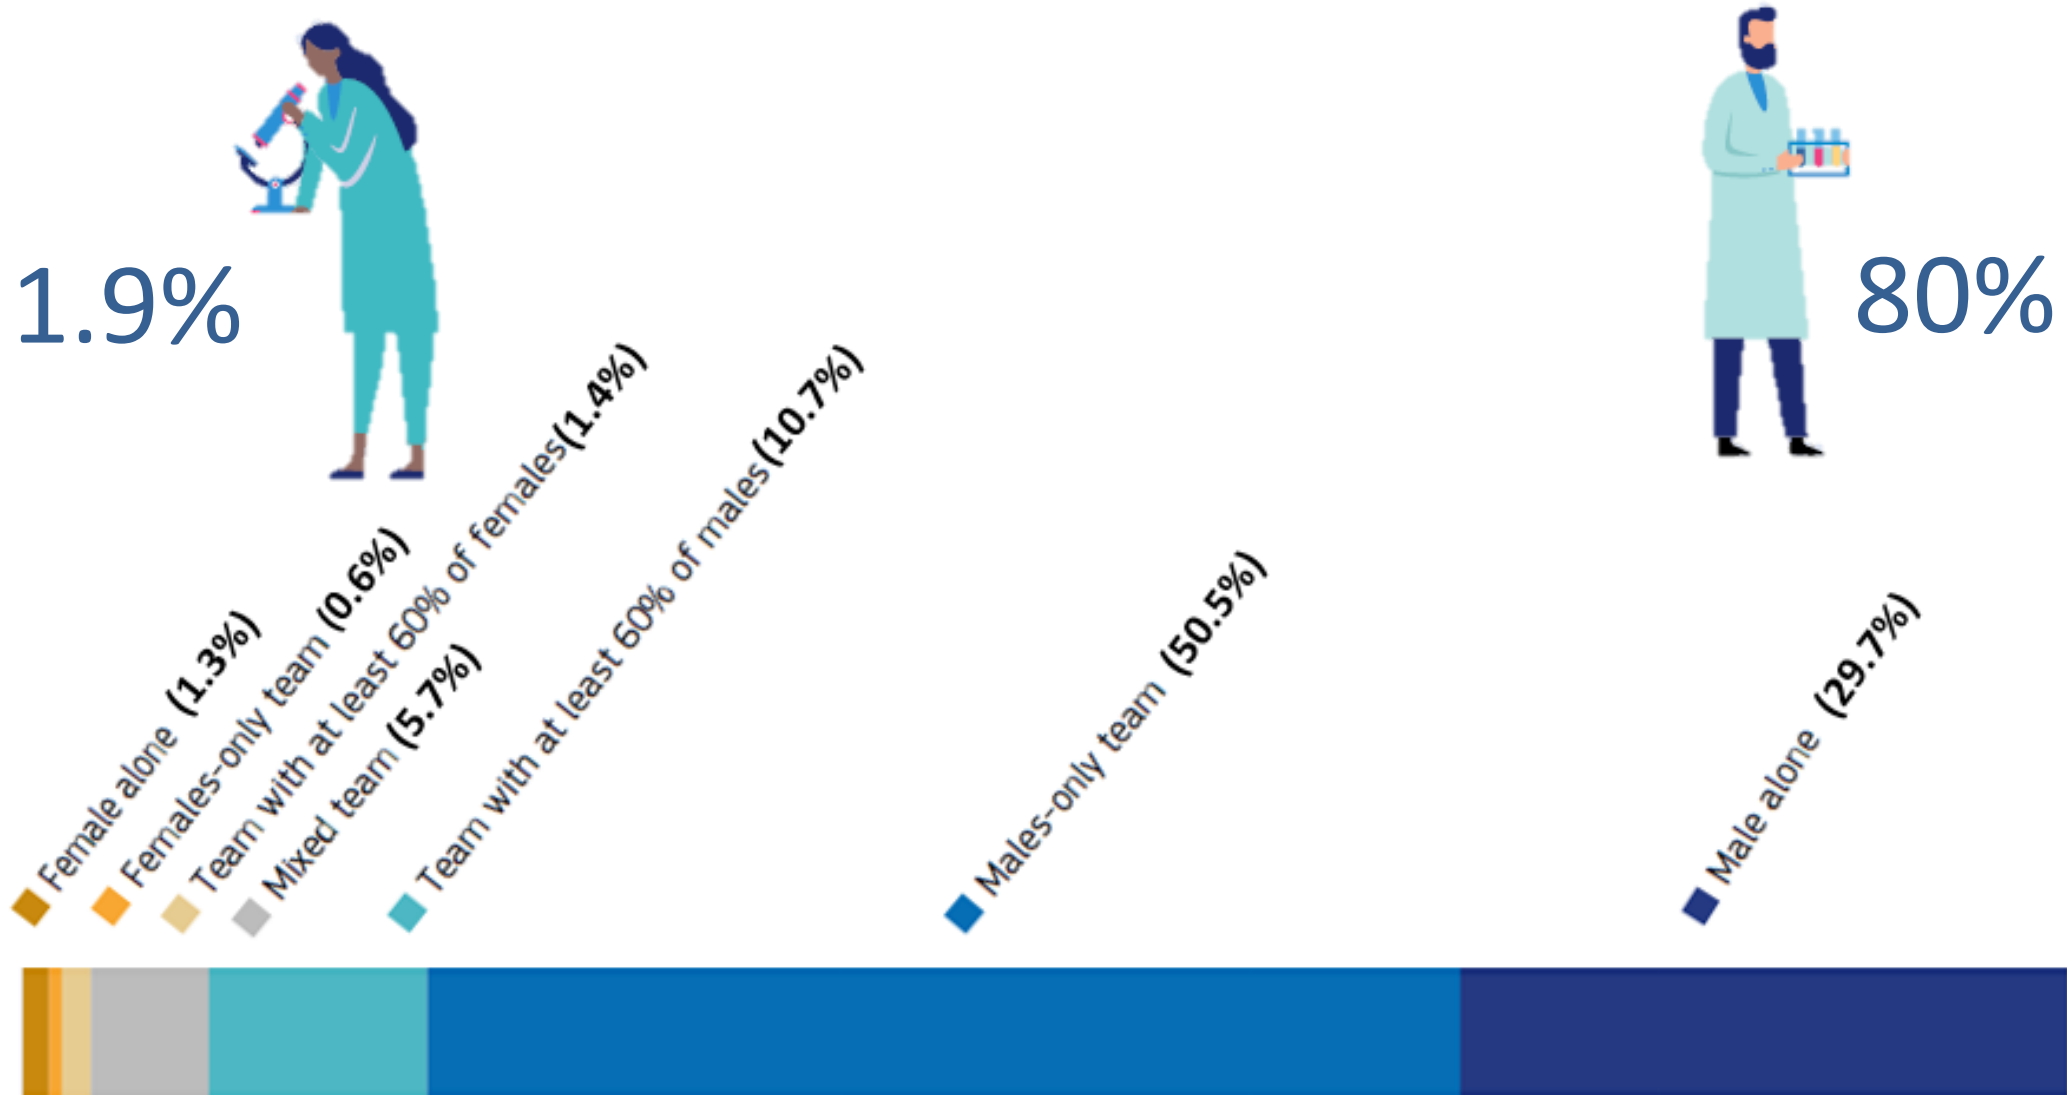 1.9%
80%
Female alone (1.3%)
Females-only team (0.6%)
Team with at least 60% of females(1.4%)
Mixed team (5.7%)
Team with at least 60% of males(10.7%)
Males-only team (50.5%)
Male alone (29.7%)